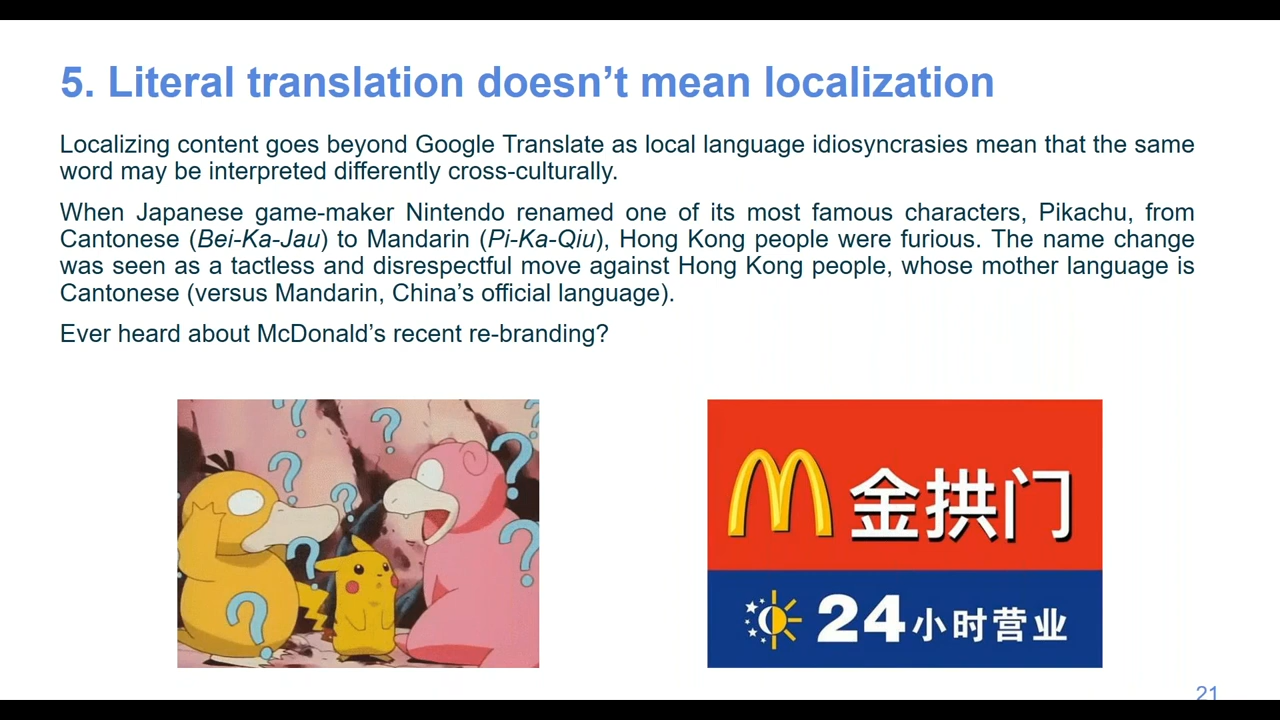 5. Literal translation doesn’t mean localization
Localizing content goes beyond Google Translate as local language idiosyncrasies mean that the same
word may be interpreted differently cross-culturally.
When Japanese game-maker Nintendo renamed one of its most famous characters, Pikachu, from
Cantonese (Bei-Ka-Jau) to Mandarin (Pi-Ka-Qiu), Hong Kong people were furious. The name change
was seen as a tactless and disrespectful move against Hong Kong people, whose mother language is
Cantonese (versus Mandarin, China’s official language).
Ever heard about McDonald’s recent re-branding?
? ? ? ? ? ? ? ?
金拱门
24小时营业
21